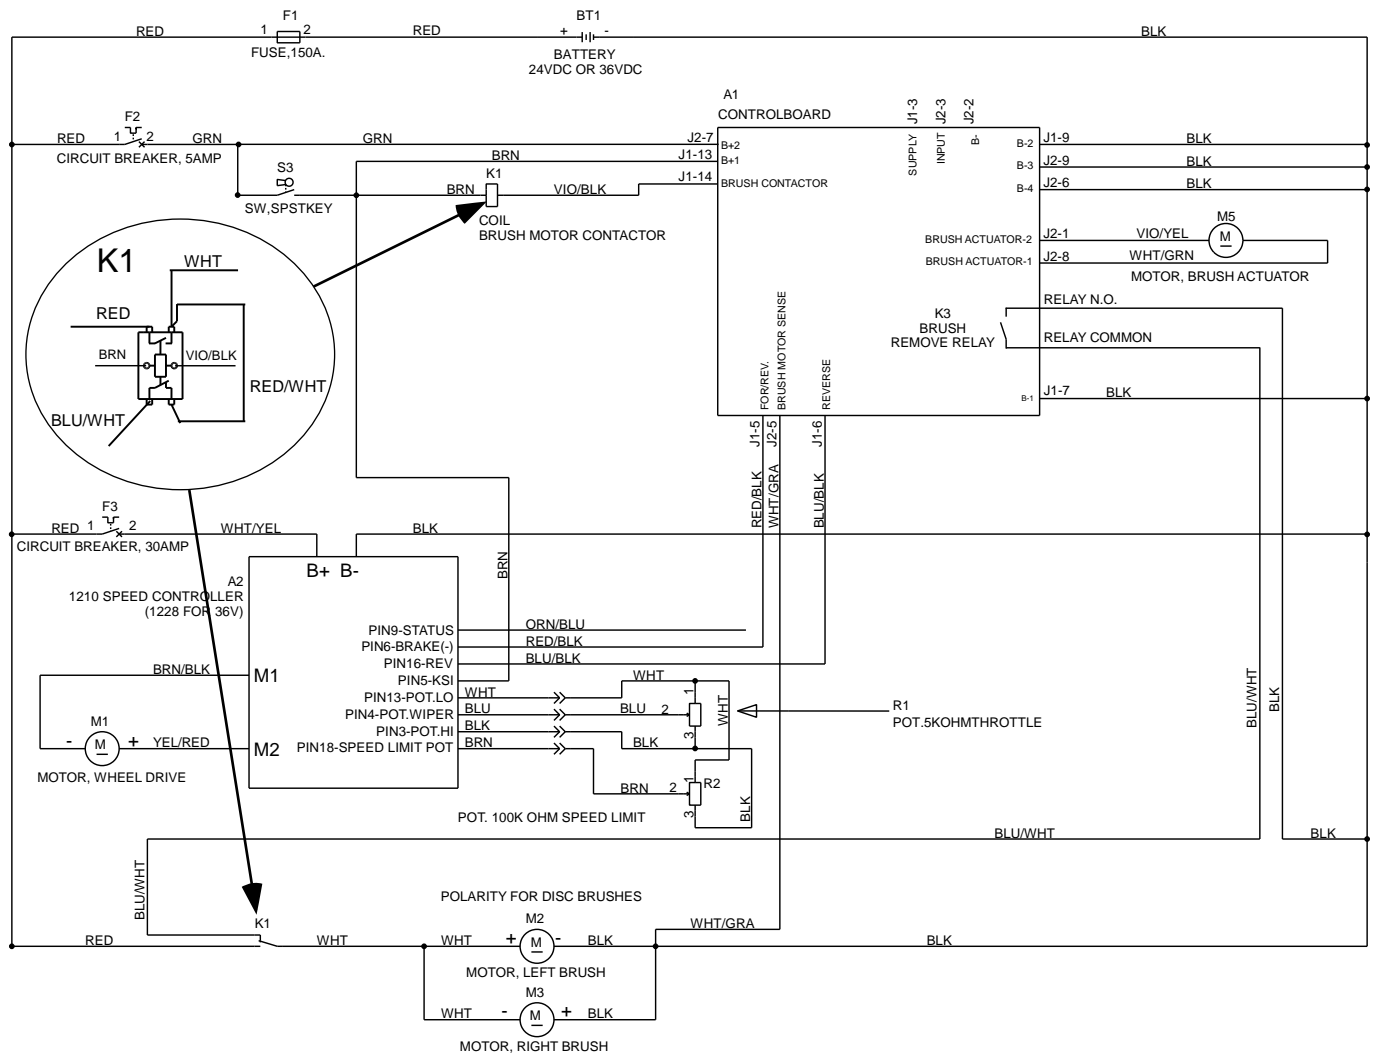 F1
BT1
RED
1
2
RED
+
-
BLK
FUSE,150A.
BATTERY
24VDC OR 36VDC
A1
CONTROLBOARD
J1-3
J2-3
J2-2
SUPPLY
INPUT
B-
F2
RED
1
2
GRN
GRN
J2-7
B+2
B-2
J1-9
BLK
CIRCUIT BREAKER, 5AMP
BRN
J1-13
B+1
B-3
J2-9
BLK
S3
K1
J1-14
BRUSH CONTACTOR
B-4
J2-6
BLK
BRN
VIO/BLK
SW,SPSTKEY
COIL
BRUSH MOTOR CONTACTOR
M5
BRUSH ACTUATOR-2
J2-1
VIO/YEL
M
BRUSH ACTUATOR-1
J2-8
WHT/GRN
MOTOR, BRUSH ACTUATOR
K1
WHT
RED
BRN
VIO/BLK
RED/WHT
BLU/WHT
RELAY N.O.
K3
BRUSH
REMOVE RELAY
RELAY COMMON
FOR/REV.
BRUSH MOTOR SENSE
REVERSE
B-1
J1-7
BLK
J1-5
J2-5
J1-6
RED/BLK
WHT/GRA
BLU/BLK
F3
RED
1
2
WHT/YEL
BLK
CIRCUIT BREAKER, 30AMP
BRN
B+
B-
A2
1210 SPEED CONTROLLER
(1228 FOR 36V)
PIN9-STATUS
ORN/BLU
PIN6-BRAKE(-)
RED/BLK
PIN16-REV
BLU/BLK
PIN5-KSI
BRN/BLK
M1
PIN13-POT.LO
WHT
WHT
1
WHT
PIN4-POT.WIPER
BLU
BLU
2
R1
POT.5KOHMTHROTTLE
PIN3-POT.HI
BLK
BLK
3
M1
-
M
+
YEL/RED
M2
PIN18-SPEED LIMIT POT
BRN
MOTOR, WHEEL DRIVE
BRN
2
1
R2
3
BLK
POT. 100K OHM SPEED LIMIT
BLU/WHT
BLK
BLU/WHT
BLK
BLU/WHT
POLARITY FOR DISC BRUSHES
K1
M2
WHT/GRA
RED
WHT
WHT
+
M
-
BLK
BLK
MOTOR, LEFT BRUSH
M3
WHT
-
M
+
BLK
MOTOR, RIGHT BRUSH